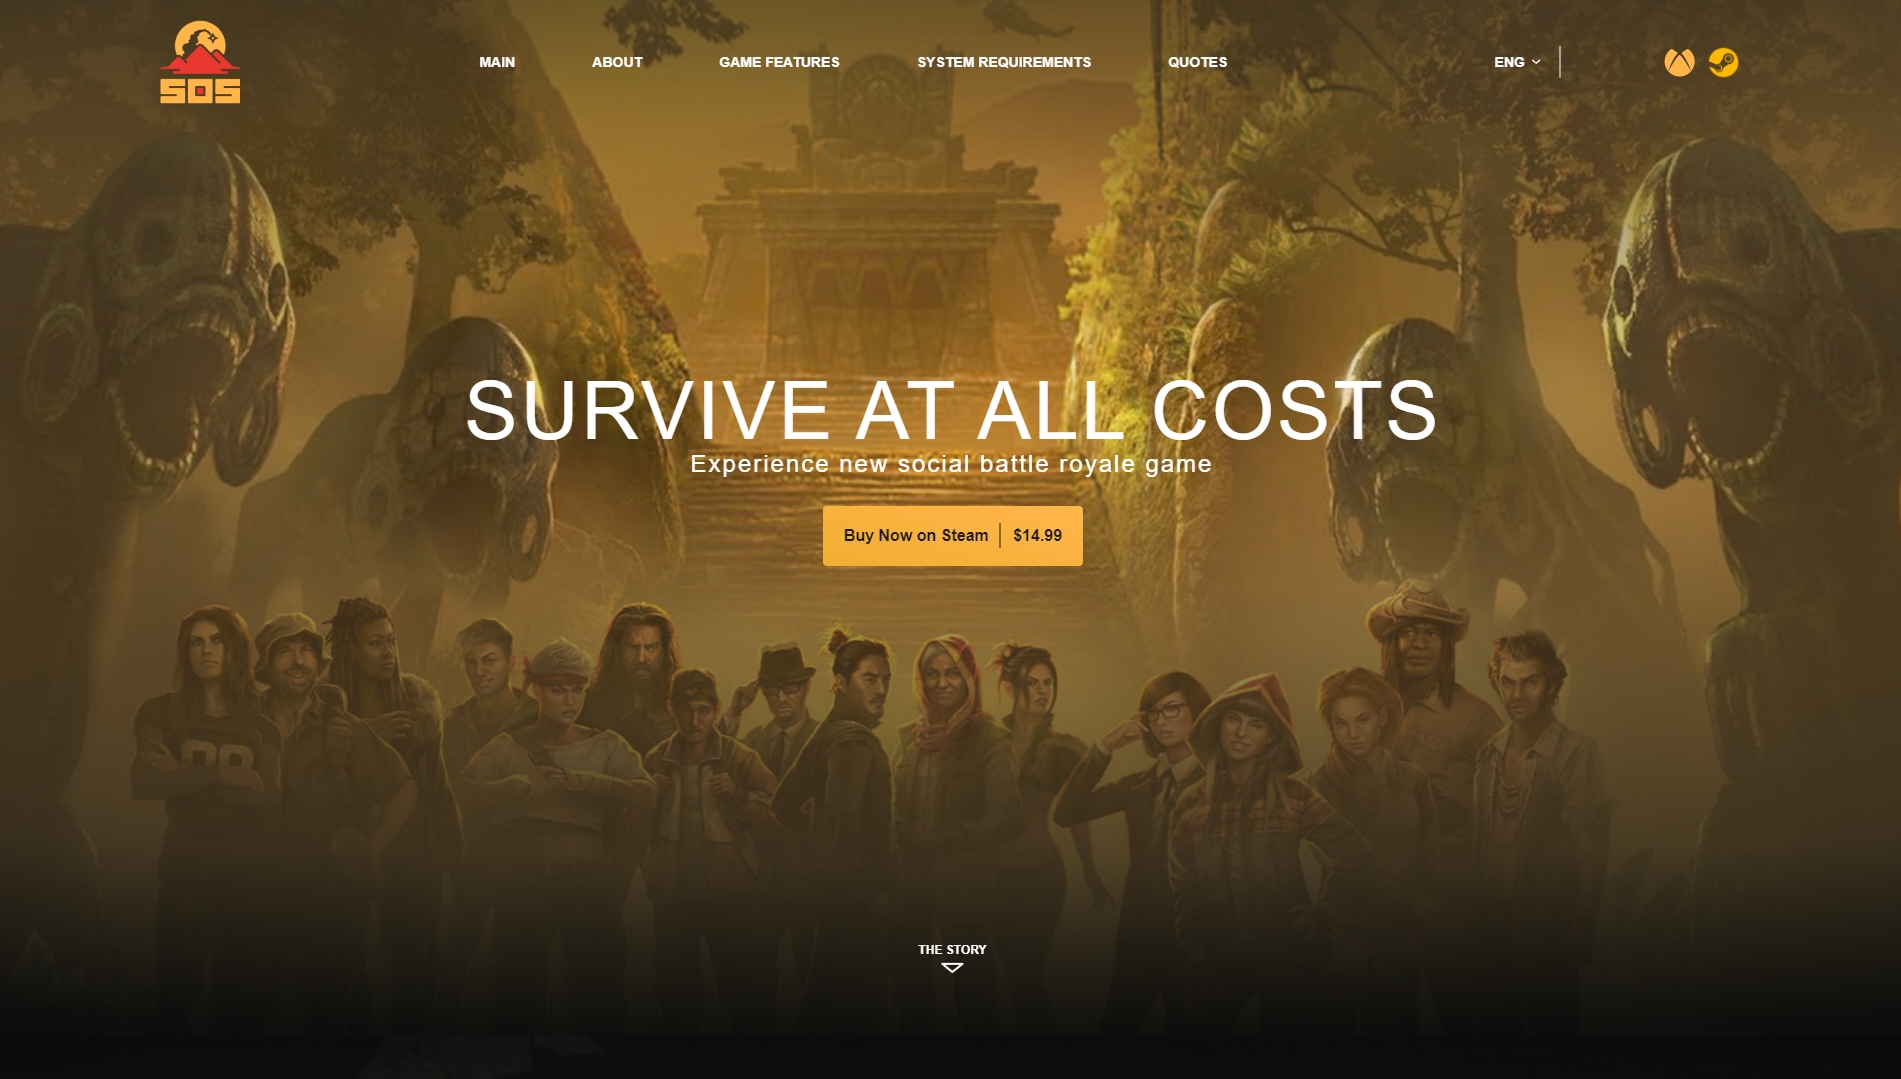 SOS
MAIN
ABOUT
GAME FEATURES
SYSTEM REQUIREMENTS
QUOTES
ENG
SURVIVE AT ALL COSTS
Experience new social battle royale game
Buy Now on Steam | $14.99
THE STORY